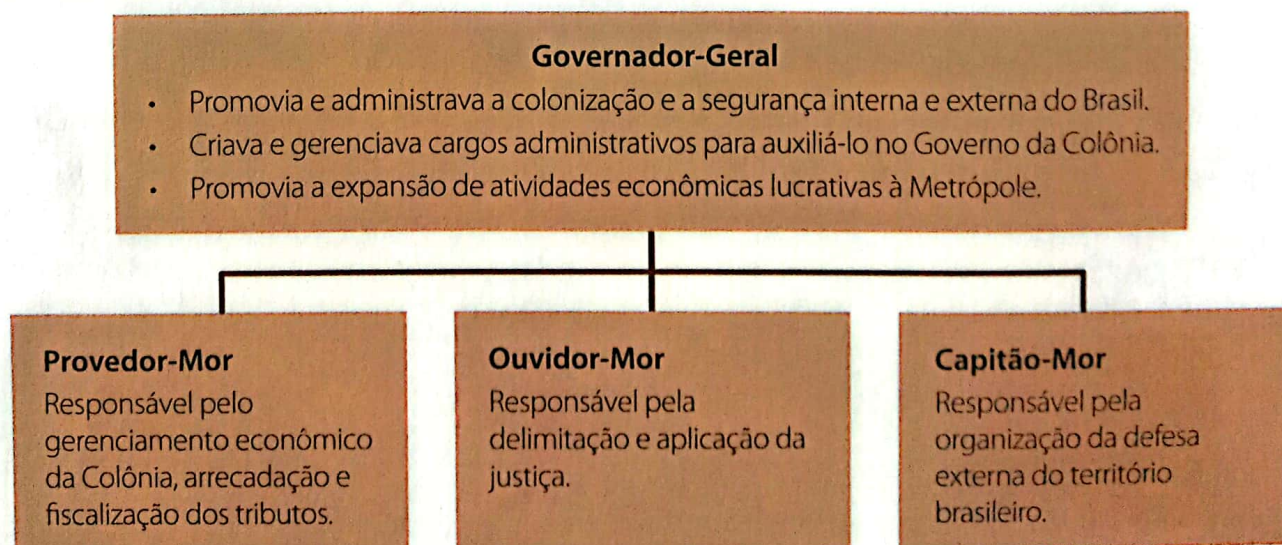 Governador-Geral
• Promovia e administrava a colonização e a segurança interna e externa do Brasil.
• Criava e gerenciava cargos administrativos para auxiliá-lo no Governo da Colônia.
• Promovia a expansão de atividades econômicas lucrativas à Metrópole.
Provedor-Mor
Responsável pelo
gerenciamento econômico
da Colônia, arrecadação e
fiscalização dos tributos.
Ouvidor-Mor
Responsável pela
delimitação e aplicação da
justiça.
Capitão-Mor
Responsável pela
organização da defesa
externa do território
brasileiro.